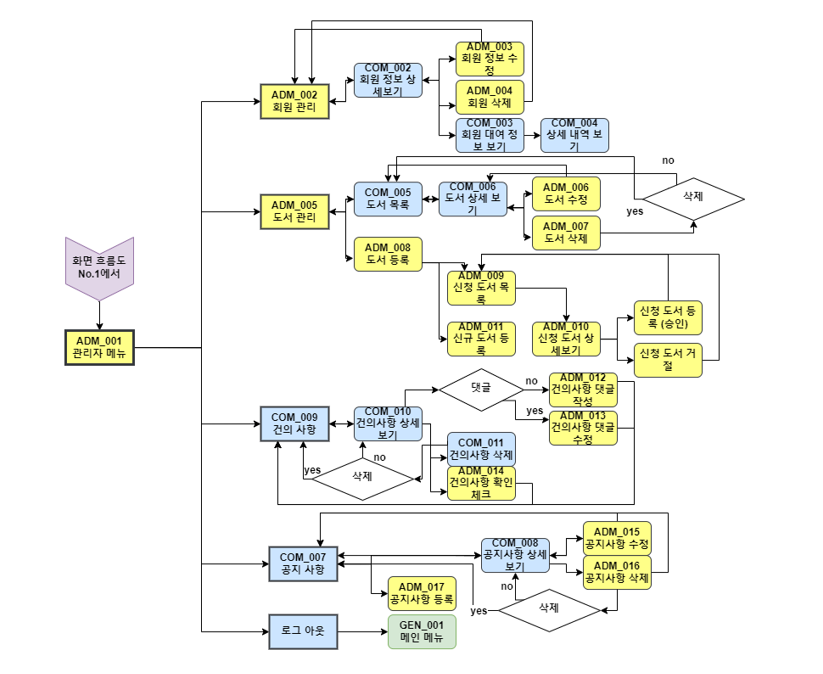 화면 흐름도
No.1에서
ADM_001
관리자 메뉴
ADM_002
회원 관리
COM_002
회원 정보 상
세보기
ADM_003
회원 정보 수
정
ADM_004
회원 삭제
COM_003
회원 대여 정
보 보기
COM_004
상세 내역 보
기
ADM_005
도서 관리
COM_005
도서 목록
COM_006
도서 상세 보
기
ADM_006
도서 수정
ADM_007
도서 삭제
no
삭제
yes
ADM_008
도서 등록
ADM_009
신청 도서 목
록
ADM_011
신규 도서 등
록
ADM_010
신청 도서 상
세보기
신청 도서 등
록 (승인)
신청 도서 거
절
COM_009
건의 사항
COM_010
건의사항 상세
보기
댓글
no
yes
ADM_012
건의사항 댓글
작성
ADM_013
건의사항 댓글
수정
COM_011
건의사항 삭제
ADM_014
건의사항 확인
체크
yes
삭제
no
COM_007
공지 사항
COM_008
공지사항 상세
보기
ADM_015
공지사항 수정
ADM_016
공지사항 삭제
ADM_017
공지사항 등록
no
삭제
yes
로그 아웃
GEN_001
메인 메뉴